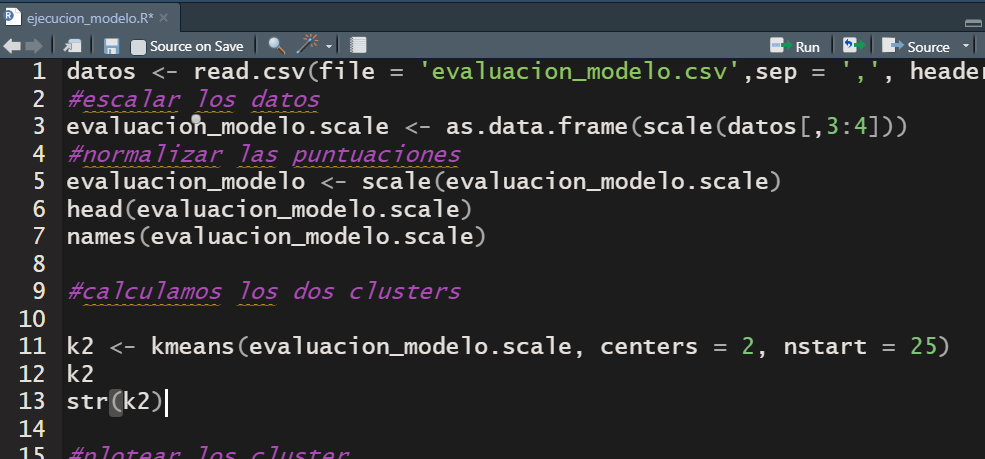 ejecucion_modelo.R*
Source on Save Run Source
1 datos <- read.csv(file = 'evaluacion_modelo.csv',sep = ',', header
2 #escalar los datos
3 evaluacion_modelo.scale <- as.data.frame(scale(datos[,3:4]))
4 #normalizar las puntuaciones
5 evaluacion_modelo <- scale(evaluacion_modelo.scale)
6 head(evaluacion_modelo.scale)
7 names(evaluacion_modelo.scale)
8
9 #calculamos los dos clusters
10
11 k2 <- kmeans(evaluacion_modelo.scale, centers = 2, nstart = 25)
12 k2
13 str(k2)
14
15 #plotear los cluster